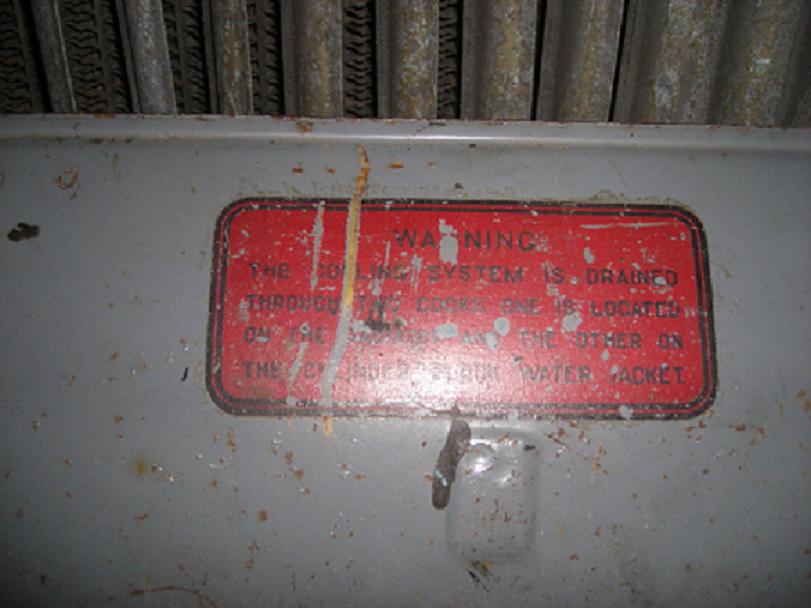 WARNING
THE COOLING SYSTEM IS DRAINED
THROUGH TWO COCKS ONE IS LOCATED
ON THE RADIATOR AND THE OTHER ON
THE CYLINDER BLOCK WATER JACKET.